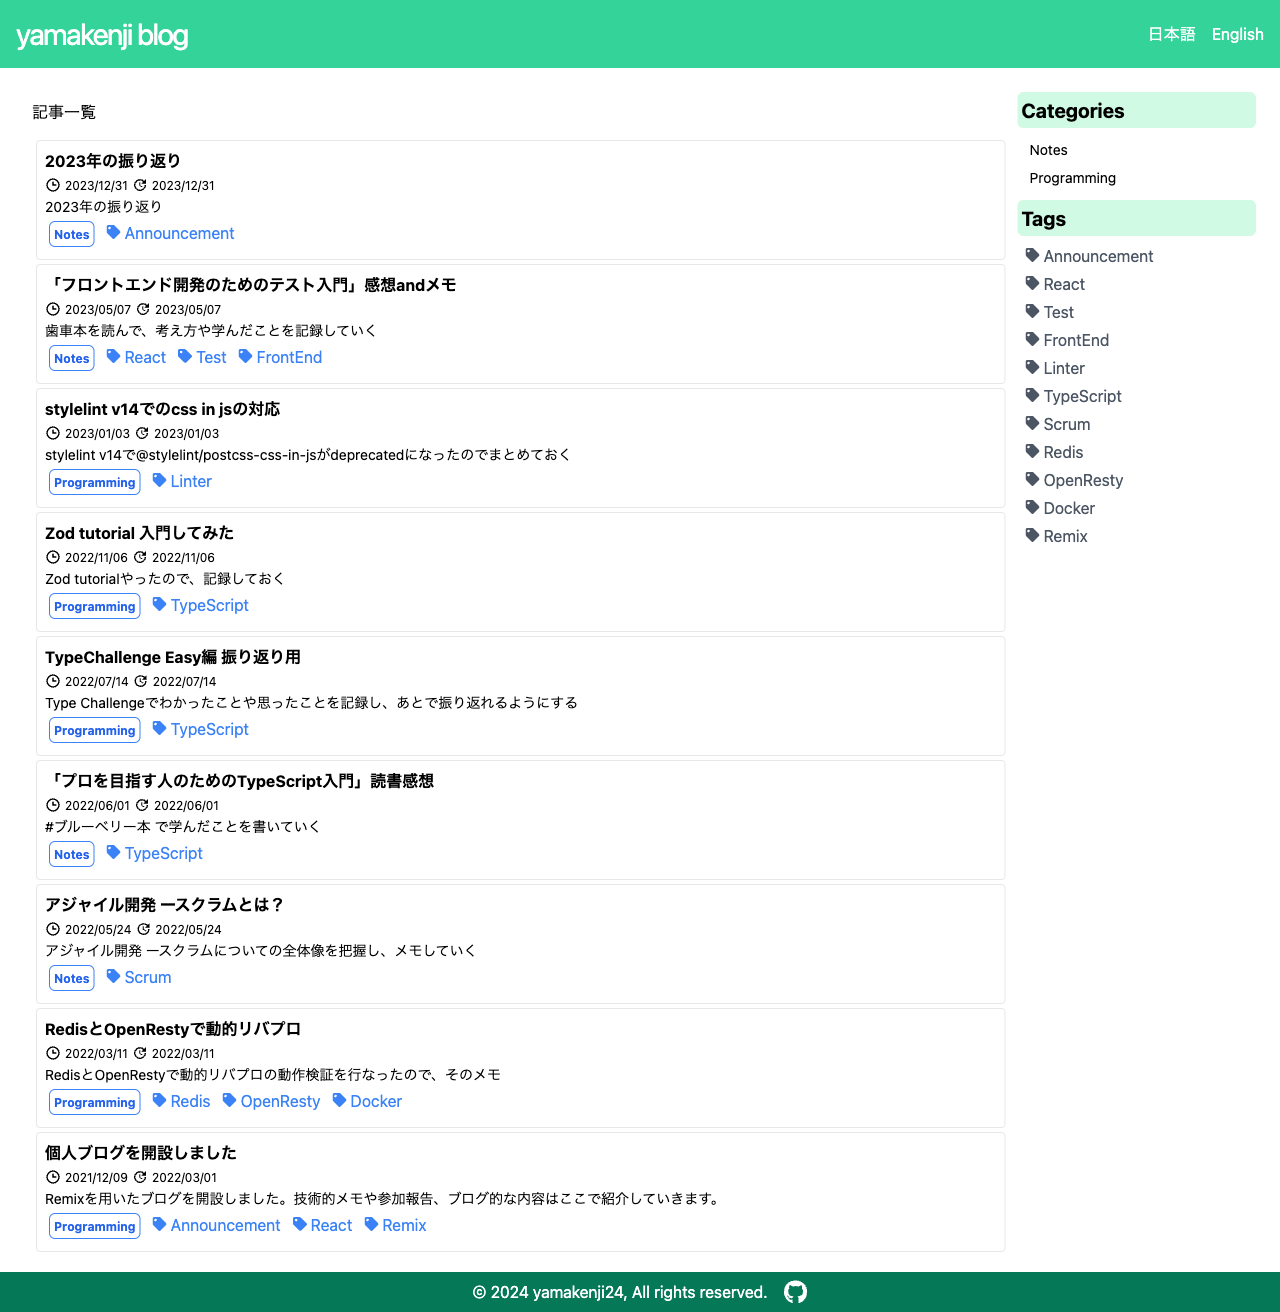 yamakenji blog
日本語 English
記事一覧
2023年の振り返り
2023/12/31 2023/12/31
2023年の振り返り
Notes Announcement
「フロントエンド開発のためのテスト入門」感想andメモ
2023/05/07 2023/05/07
歯車本を読んで、考え方や学んだことを記録していく
Notes React Test FrontEnd
stylelint v14でのcss in jsの対応
2023/01/03 2023/01/03
stylelint v14で@stylelint/postcss-css-in-jsがdeprecatedになったのでまとめておく
Programming Linter
Zod tutorial 入門してみた
2022/11/06 2022/11/06
Zod tutorialやったので、記録しておく
Programming TypeScript
TypeChallenge Easy編 振り返り用
2022/07/14 2022/07/14
Type Challengeでわかったことや思ったことを記録し、あとで振り返れるようにする
Programming TypeScript
「プロを目指す人のためのTypeScript入門」読書感想
2022/06/01 2022/06/01
#ブルーベリー本 で学んだことを書いていく
Notes TypeScript
アジャイル開発 ースクラムとは？
2022/05/24 2022/05/24
アジャイル開発 ースクラムについての全体像を把握し、メモしていく
Notes Scrum
RedisとOpenRestyで動的リバプロ
2022/03/11 2022/03/11
RedisとOpenRestyで動的リバプロの動作検証を行なったので、そのメモ
Programming Redis OpenResty Docker
個人ブログを開設しました
2021/12/09 2022/03/01
Remixを用いたブログを開設しました。技術的メモや参加報告、ブログ的な内容はここで紹介していきます。
Programming Announcement React Remix
Categories
Notes
Programming
Tags
Announcement
React
Test
FrontEnd
Linter
TypeScript
Scrum
Redis
OpenResty
Docker
Remix
© 2024 yamakenji24, All rights reserved.